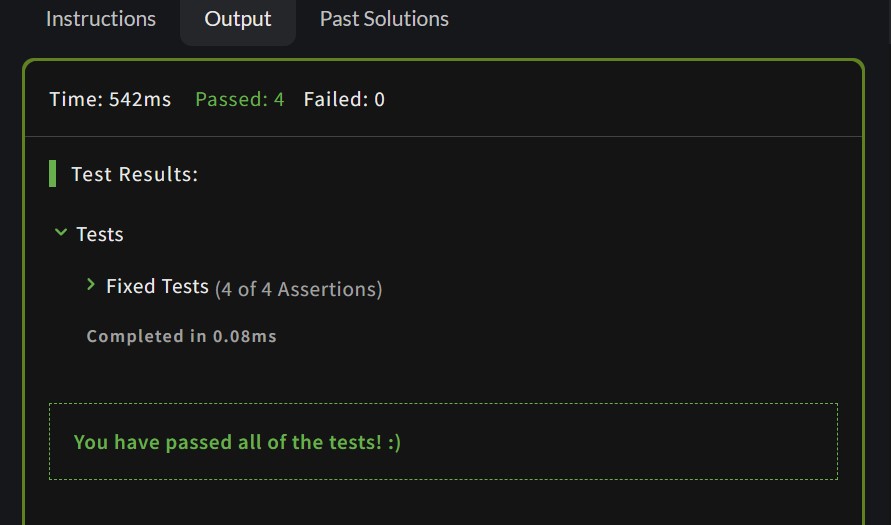 Instructions Output Past Solutions
Time: 542ms Passed: 4 Failed: 0
Test Results:
Tests
Fixed Tests (4 of 4 Assertions)
Completed in 0.08ms
You have passed all of the tests! :)